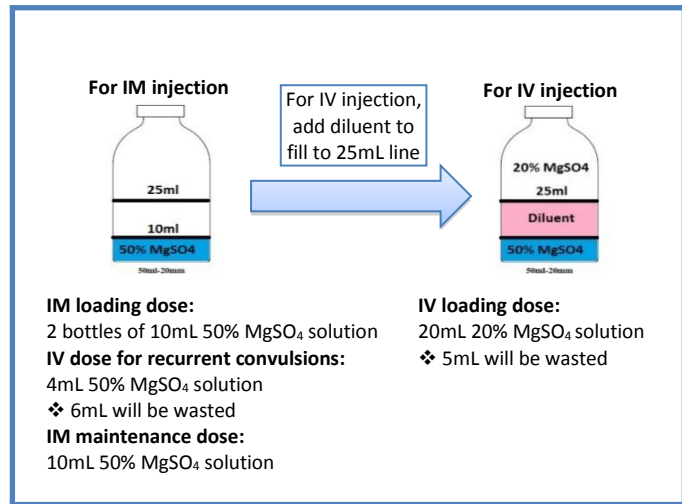 For IM injection
25ml
10ml
50% MgSO4
50ml-20mm
For IV injection,
add diluent to
fill to 25mL line
For IV injection
20% MgSO4
25ml
Diluent
50% MgSO4
50ml-20mm
IM loading dose:
2 bottles of 10mL 50% MgSO₄ solution
IV dose for recurrent convulsions:
4mL 50% MgSO₄ solution
❖ 6mL will be wasted
IM maintenance dose:
10mL 50% MgSO₄ solution
IV loading dose:
20mL 20% MgSO₄ solution
❖ 5mL will be wasted